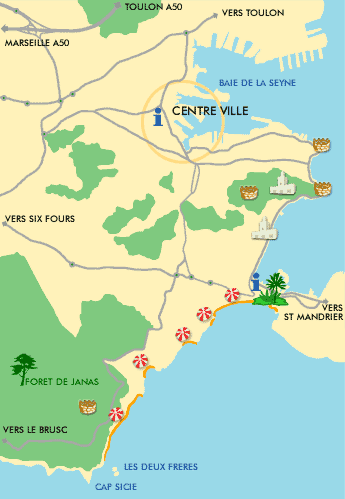 TOULON A50
VERS TOULON
MARSEILLE A50
BAIE DE LA SEYNE
i
CENTRE VILLE
VERS SIX FOURS
i
VERS
ST MANDRIER
FORET DE JANAS
VERS LE BRUSC
LES DEUX FRERES
CAP SICIE